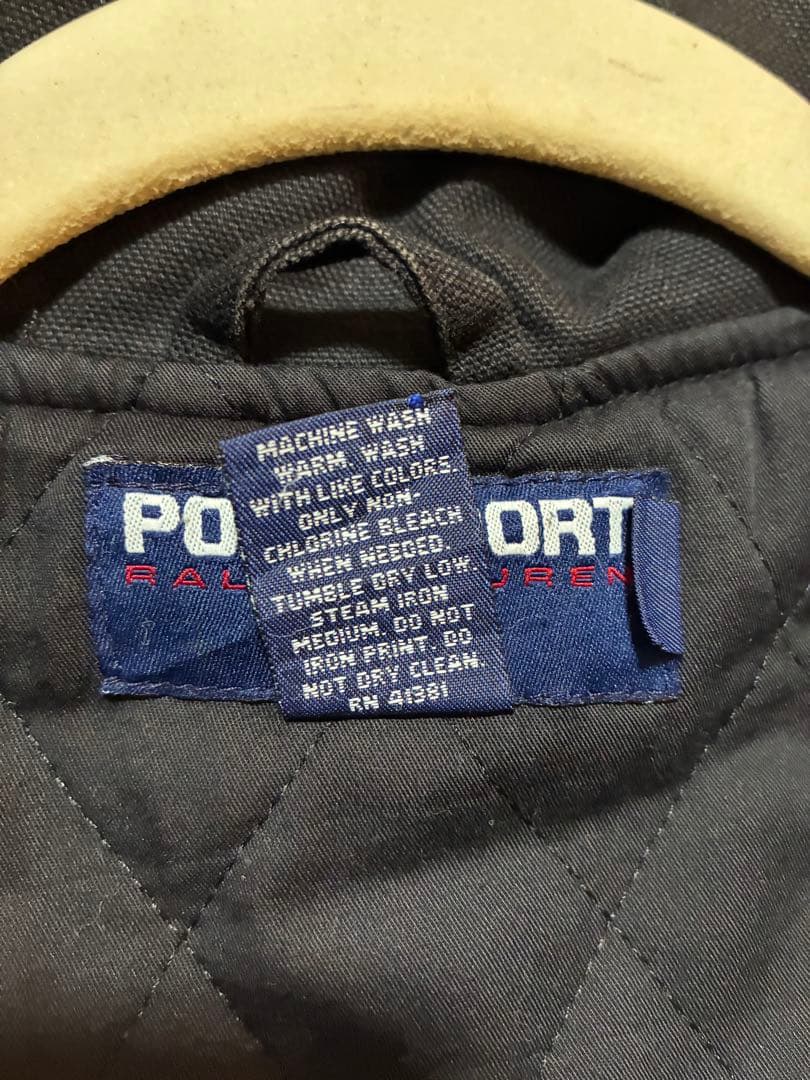 MACHINE WASH
WARM. WASH
WITH LIKE COLORS.
ONLY NON-
CHLORINE BLEACH
WHEN NEEDED.
TUMBLE DRY LOW.
STEAM IRON
MEDIUM. DO NOT
IRON PRINT. DO
NOT DRY CLEAN.
RN 41381
PO ORT
RAL UREN